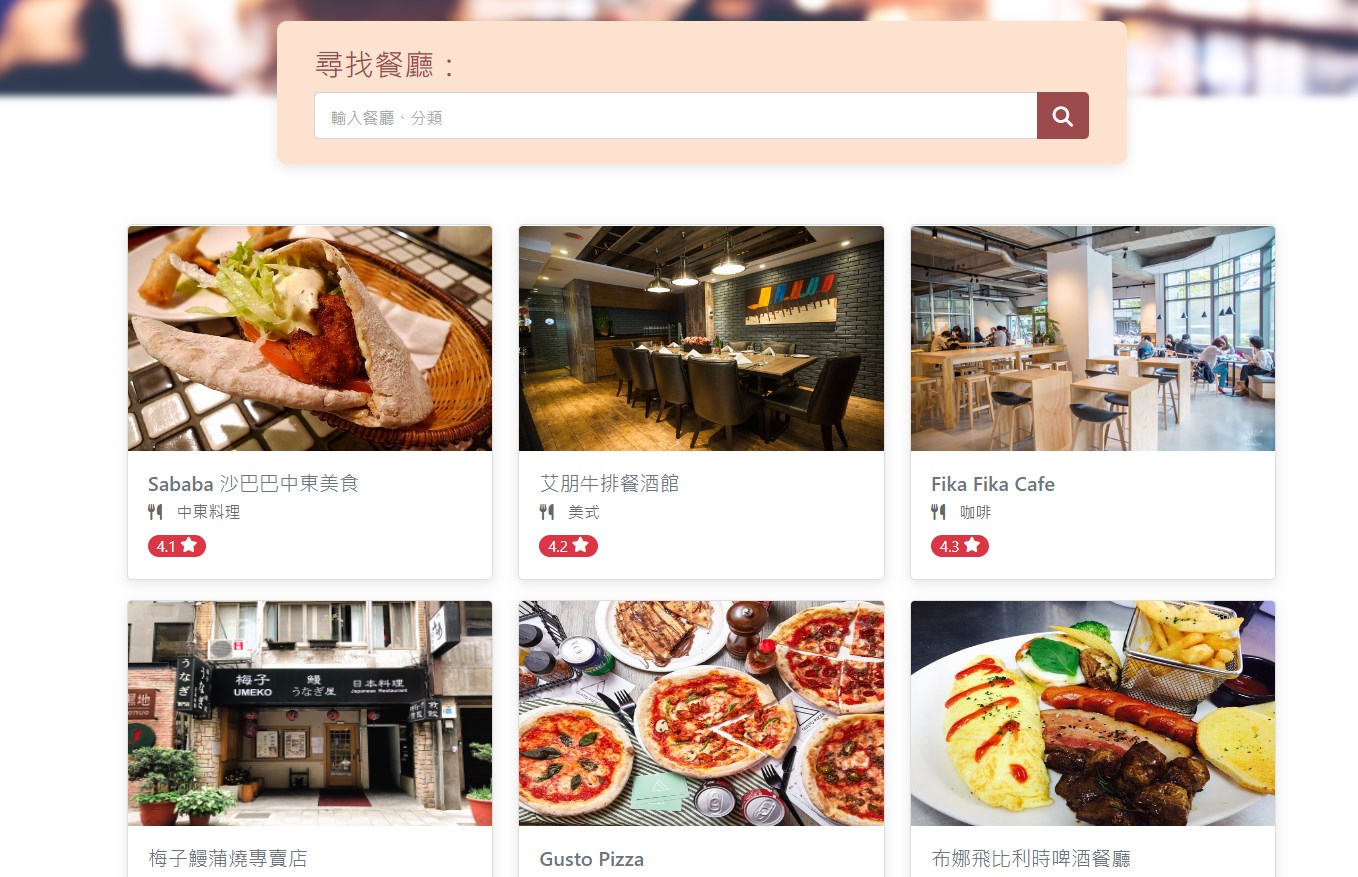 尋找餐廳：
輸入餐廳、分類
Sababa 沙巴巴中東美食
中東料理
4.1
艾朋牛排餐酒館
美式
4.2
Fika Fika Cafe
咖啡
4.3
うなぎ
梅子 鰻 日本料理
UMEKO うなぎ屋 Japanese Restaurant
梅子鰻蒲燒專賣店
Gusto Pizza
布娜飛比利時啤酒餐廳